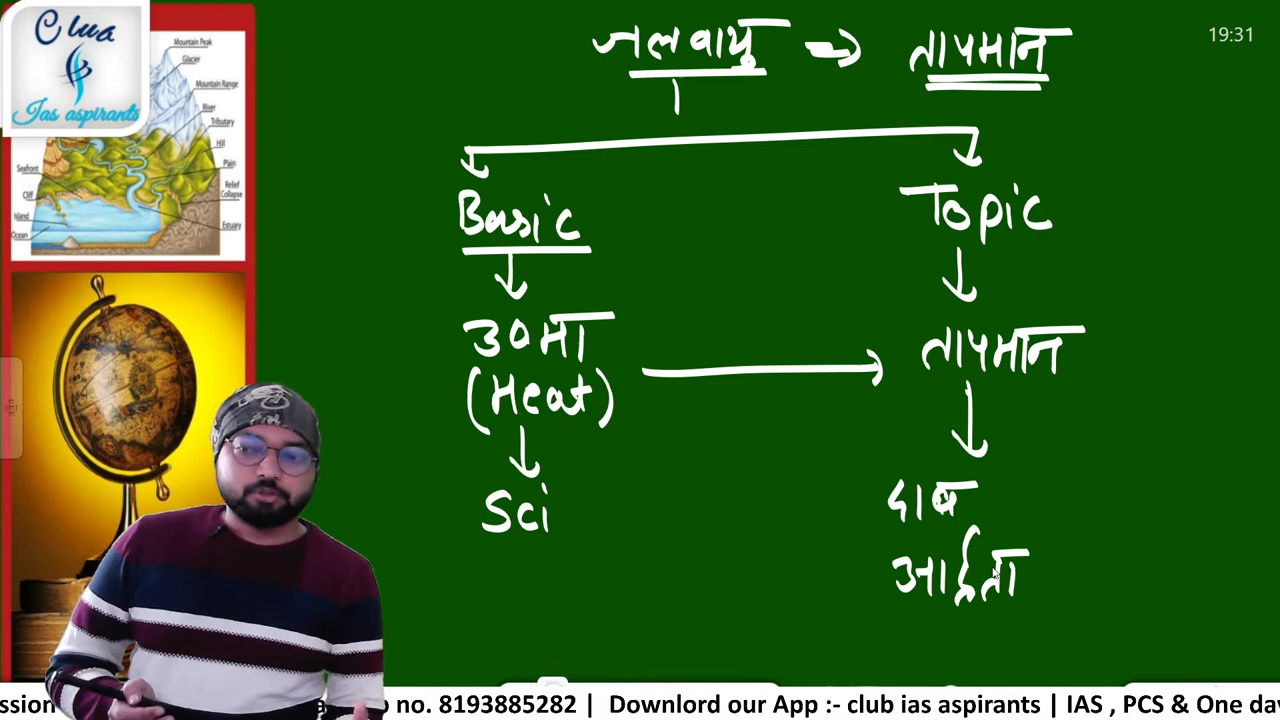 Club
Ias aspirants
Mountain Peak
Glacier
Mountain Range
River
Tributary
Hill
Plain
Relief
Collapse
Estuary
Seafront
Cliff
Island
Ocean
19:31
जलवायु → तापमान
Basic
Topic
उष्मा
तापमान
(Heat)
Sci
दाब
आर्द्रता
ssion
no. 8193885282 | Downlord our App :- club ias aspirants | IAS , PCS & One da